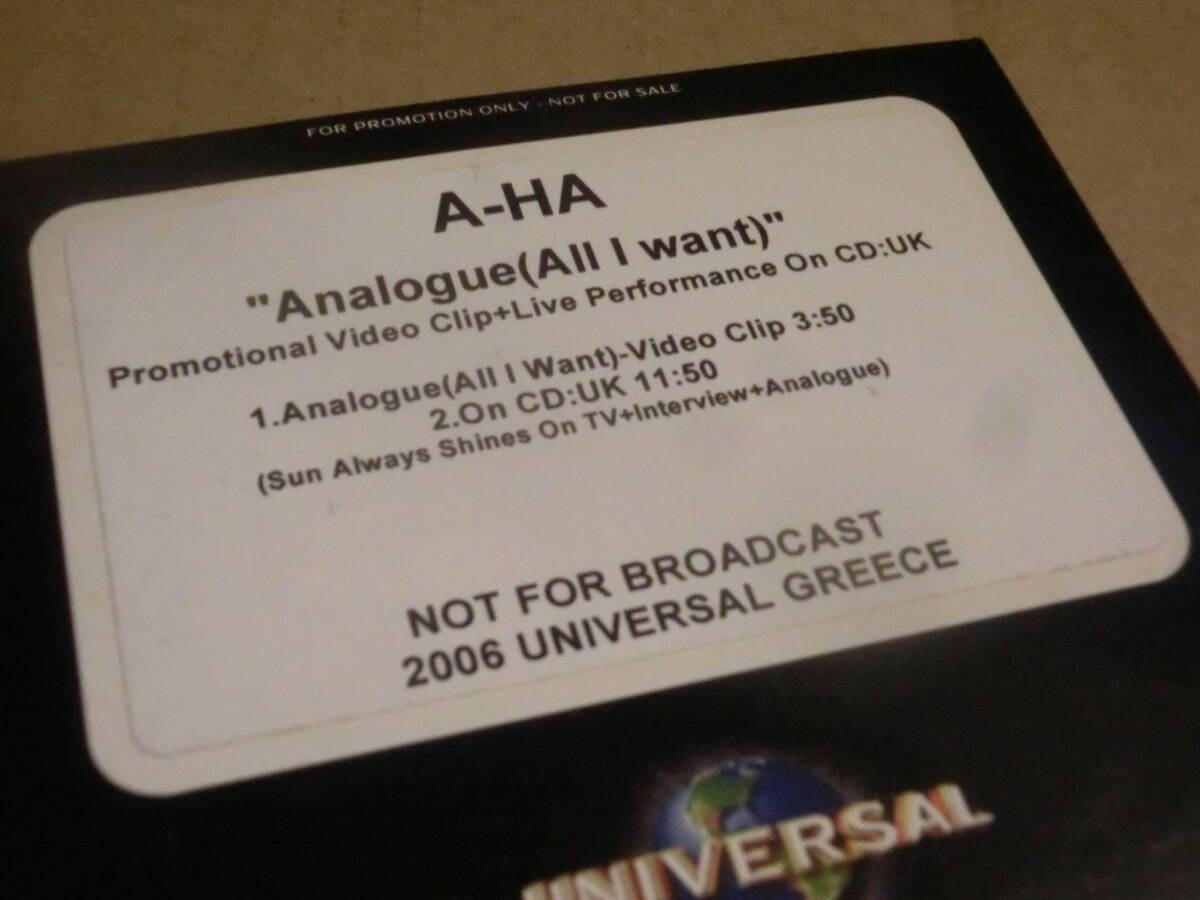 FOR PROMOTION ONLY - NOT FOR SALE
A-HA
"Analogue(All I want)"
Promotional Video Clip+Live Performance On CD:UK
1.Analogue(All I Want)-Video Clip 3:50
2.On CD:UK 11:50
(Sun Always Shines On TV+Interview+Analogue)
NOT FOR BROADCAST
2006 UNIVERSAL GREECE
UNIVERSAL